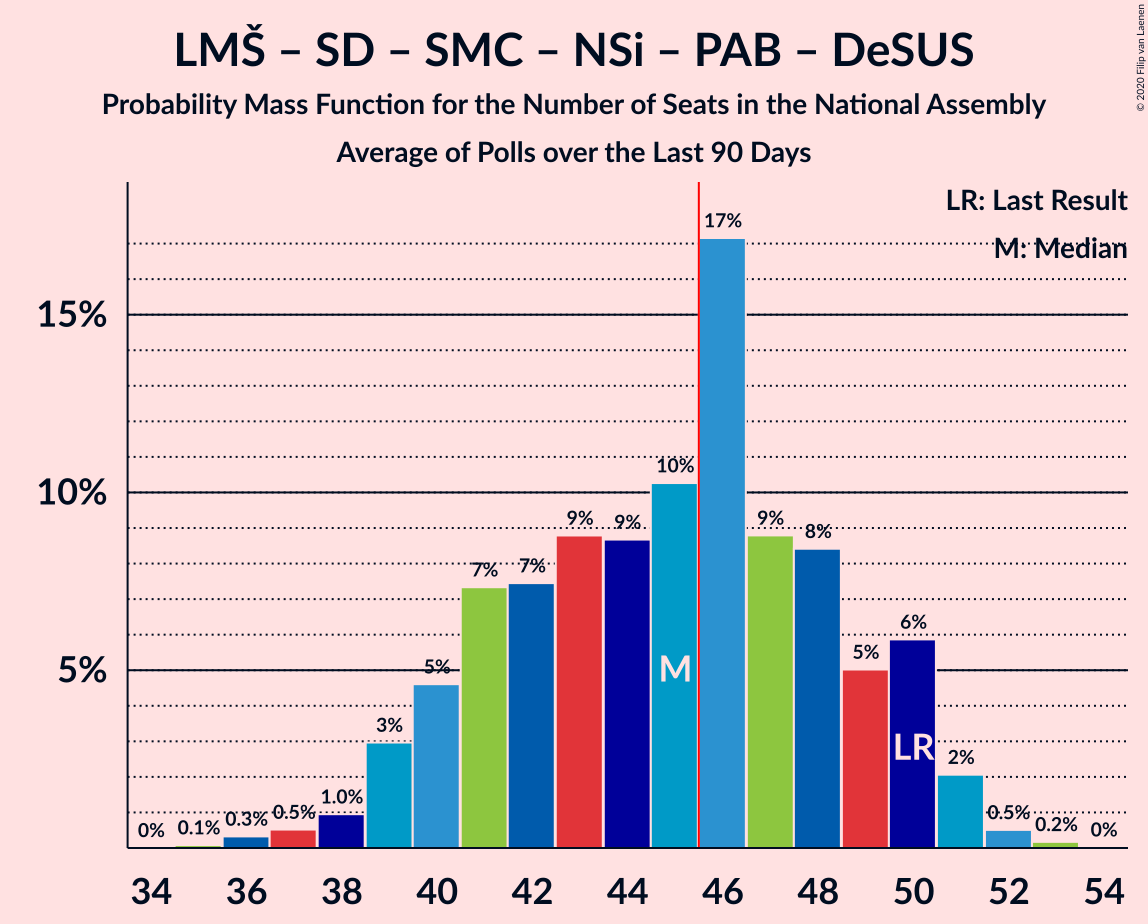 LMŠ – SD – SMC – NSi – PAB – DeSUS
Probability Mass Function for the Number of Seats in the National Assembly
Average of Polls over the Last 90 Days
© 2020 Filip van Laenen
LR: Last Result
M: Median
15%
10%
5%
0%
0.1%
0.3%
0.5%
1.0%
3%
5%
7%
7%
9%
9%
10%
17%
9%
8%
5%
6%
2%
0.5%
0.2%
0%
M
LR
34 36 38 40 42 44 46 48 50 52 54